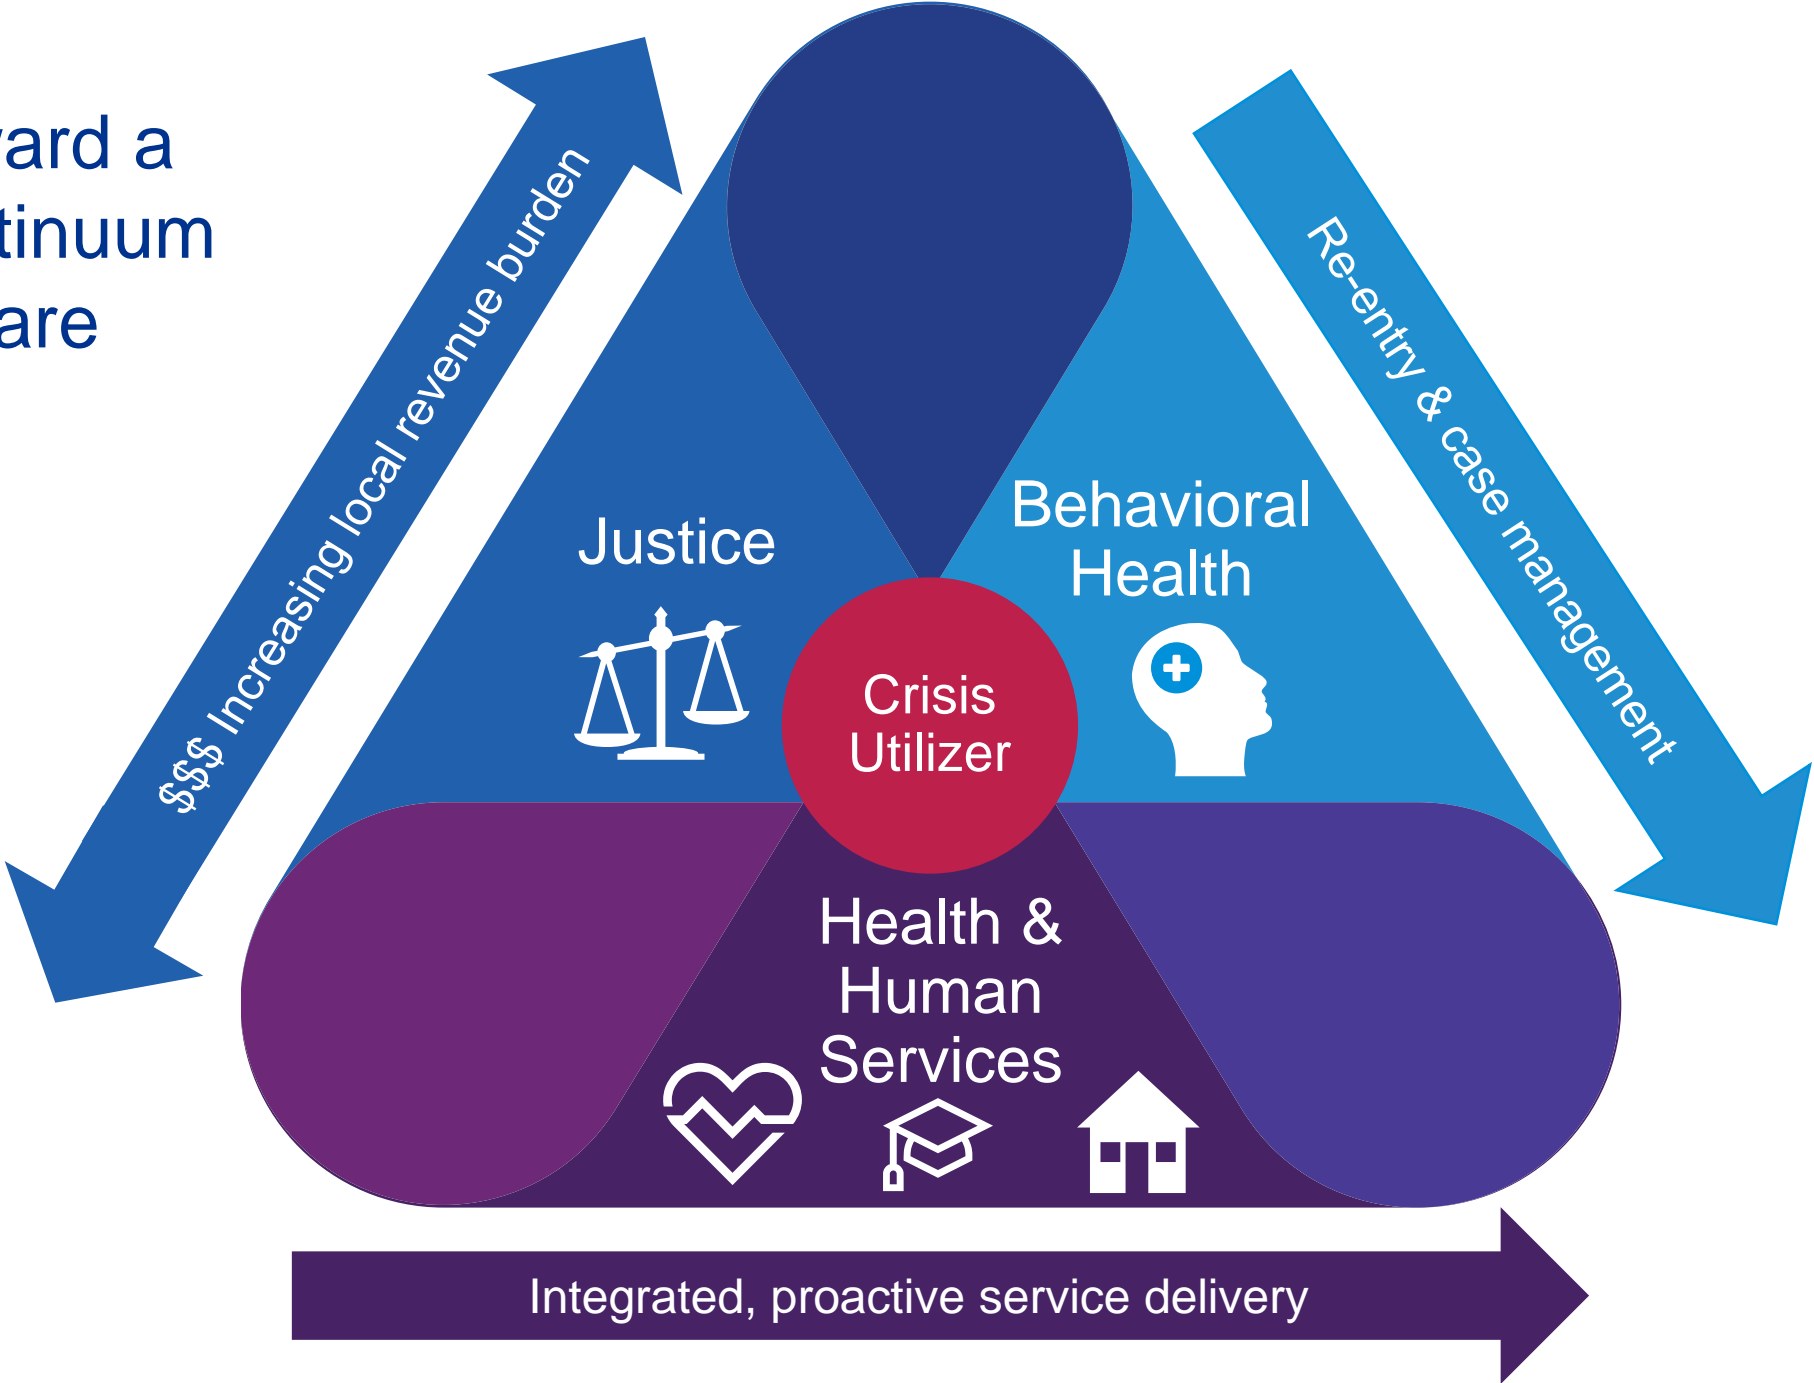 ward a
tinuum
are
$$$ Increasing local revenue burden
Re-entry & case management
Justice
Behavioral
Health
Crisis
Utilizer
Health &
Human
Services
Integrated, proactive service delivery